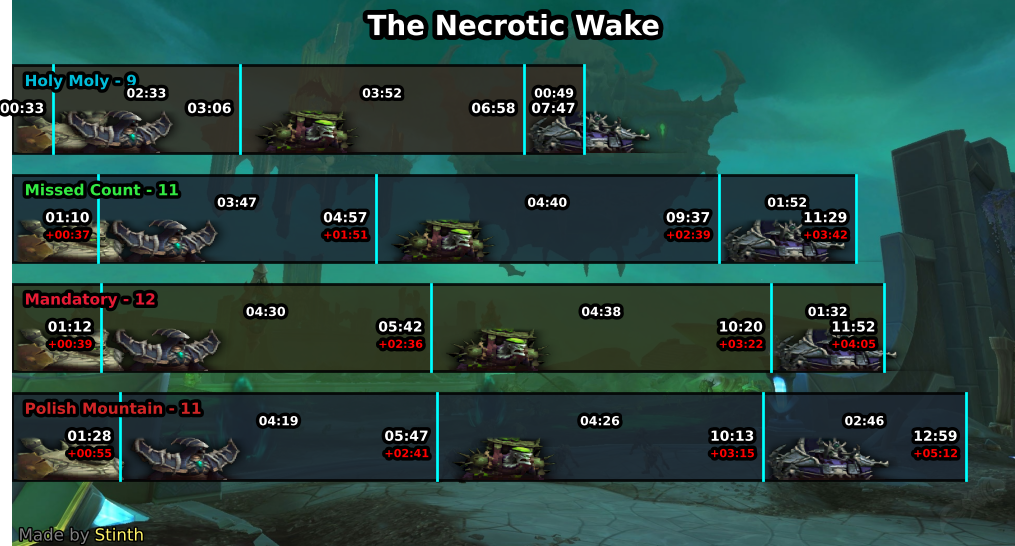 The Necrotic Wake
Holy Moly - 9
02:33 03:52 00:49
00:33 03:06 06:58 07:47
Missed Count - 11
03:47 04:40 01:52
01:10 04:57 09:37 11:29
+00:37 +01:51 +02:39 +03:42
Mandatory - 12
04:30 04:38 01:32
01:12 05:42 10:20 11:52
+00:39 +02:36 +03:22 +04:05
Polish Mountain - 11
04:19 04:26 02:46
01:28 05:47 10:13 12:59
+00:55 +02:41 +03:15 +05:12
Made by Stinth